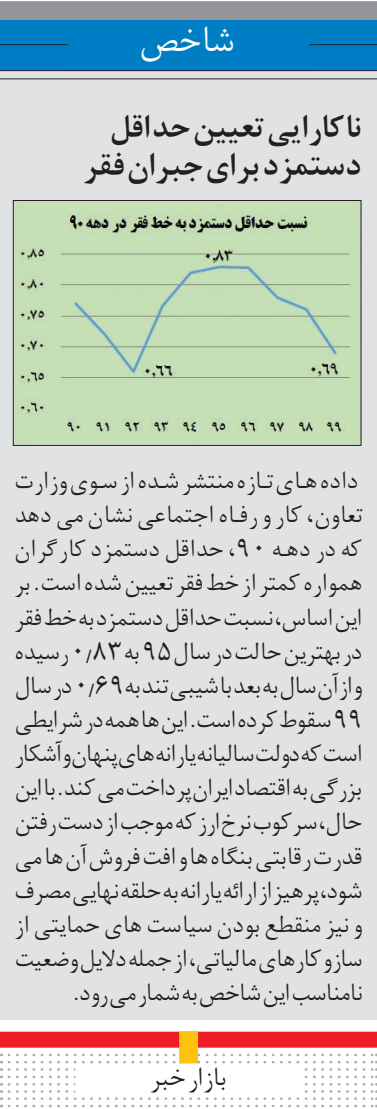 شاخص
ناکارایی تعیین حداقل
دستمزد برای جبران فقر
نسبت حداقل دستمزد به خط فقر در دهه ۹۰
۰,۸۵
۰,۸۳
۰,۸۰
۰,۷۵
۰,۷۰
۰,۶۶
۰,۶۹
۰,۶۵
۰,۶۰
۹۰ ۹۱ ۹۲ ۹۳ ۹٤ ۹٥ ۹٦ ۹۷ ۹۸ ۹۹
داده های تازه منتشر شده از سوی وزارت
تعاون، کار و رفاه اجتماعی نشان می دهد
که در دهه ۹۰، حداقل دستمزد کارگران
همواره کمتر از خط فقر تعیین شده است. بر
این اساس، نسبت حداقل دستمزد به خط فقر
در بهترین حالت در سال ۹۵ به ۰٫۸۳ رسیده
و از آن سال به بعد با شیبی تند به ۰٫۶۹ در سال
۹۹ سقوط کرده است. این ها همه در شرایطی
است که دولت سالیانه یارانه های پنهان و آشکار
بزرگی به اقتصاد ایران پرداخت می کند. با این
حال، سرکوب نرخ ارز که موجب از دست رفتن
قدرت رقابتی بنگاه ها و افت فروش آن ها می
شود، پرهیز از ارائه یارانه به حلقه نهایی مصرف
و نیز منقطع بودن سیاست های حمایتی از
سازوکارهای مالیاتی، از جمله دلایل وضعیت
نامناسب این شاخص به شمار می رود.
بازار خبر